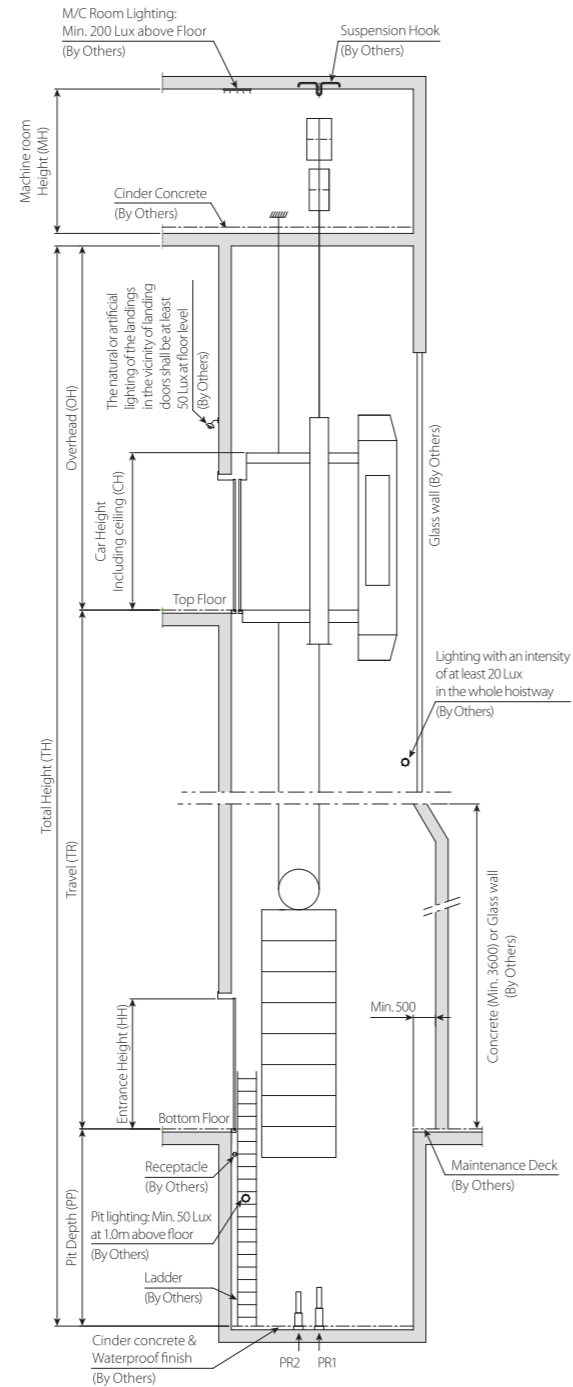 M/C Room Lighting:
Min. 200 Lux above Floor
(By Others)
Suspension Hook
(By Others)
Machine room
Height (MH)
Cinder Concrete
(By Others)
The natural or artificial
lighting of the landings
in the vicinity of landing
doors shall be at least
50 Lux at floor level
(By Others)
Overhead (OH)
Car Height
Including ceiling (CH)
Glass wall (By Others)
Top Floor
Lighting with an intensity
of at least 20 Lux
in the whole hoistway
(By Others)
Total Height (TH)
Travel (TR)
Concrete (Min. 3600) or Glass wall
(By Others)
Min. 500
Entrance Height (HH)
Bottom Floor
Receptacle
(By Others)
Maintenance Deck
(By Others)
Pit Depth (PP)
Pit lighting: Min. 50 Lux
at 1.0m above floor
(By Others)
Ladder
(By Others)
Cinder concrete &
Waterproof finish
(By Others)
PR2
PR1